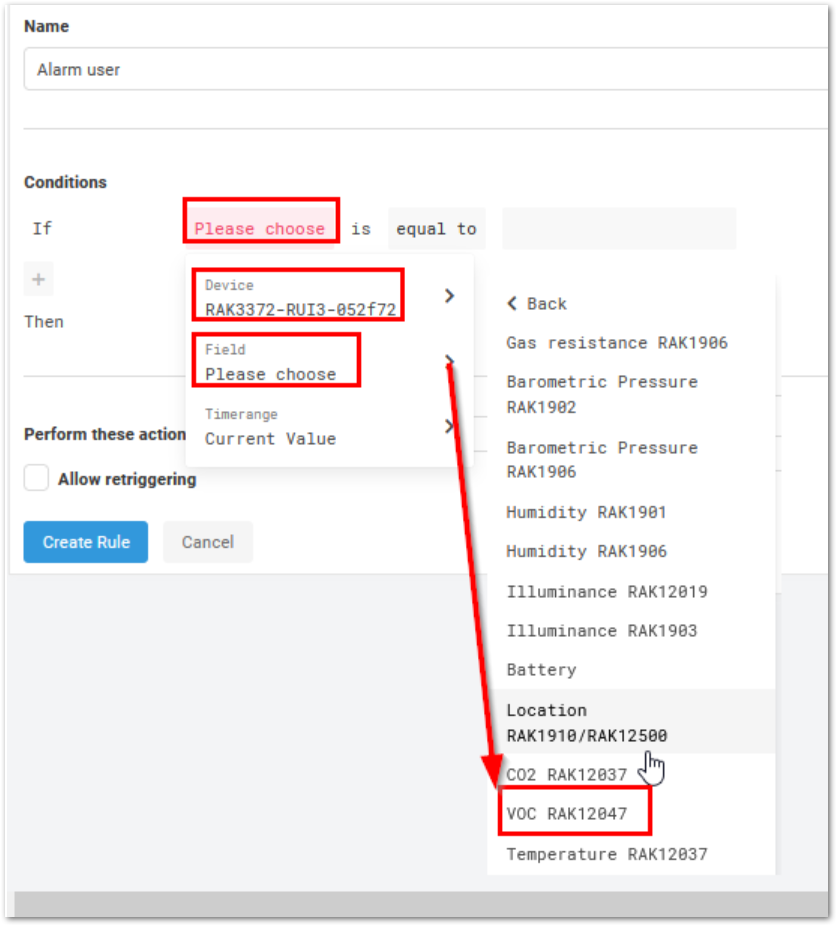 Name
Alarm user
Conditions
If Please choose is equal to
+
Then
Device
RAK3372-RUI3-052f72
Field
Please choose
Timerange
Current Value
Perform these action
Allow retriggering
Create Rule Cancel
Back
Gas resistance RAK1906
Barometric Pressure
RAK1902
Barometric Pressure
RAK1906
Humidity RAK1901
Humidity RAK1906
Illuminance RAK12019
Illuminance RAK1903
Battery
Location
RAK1910/RAK12500
CO2 RAK12037
VOC RAK12047
Temperature RAK12037